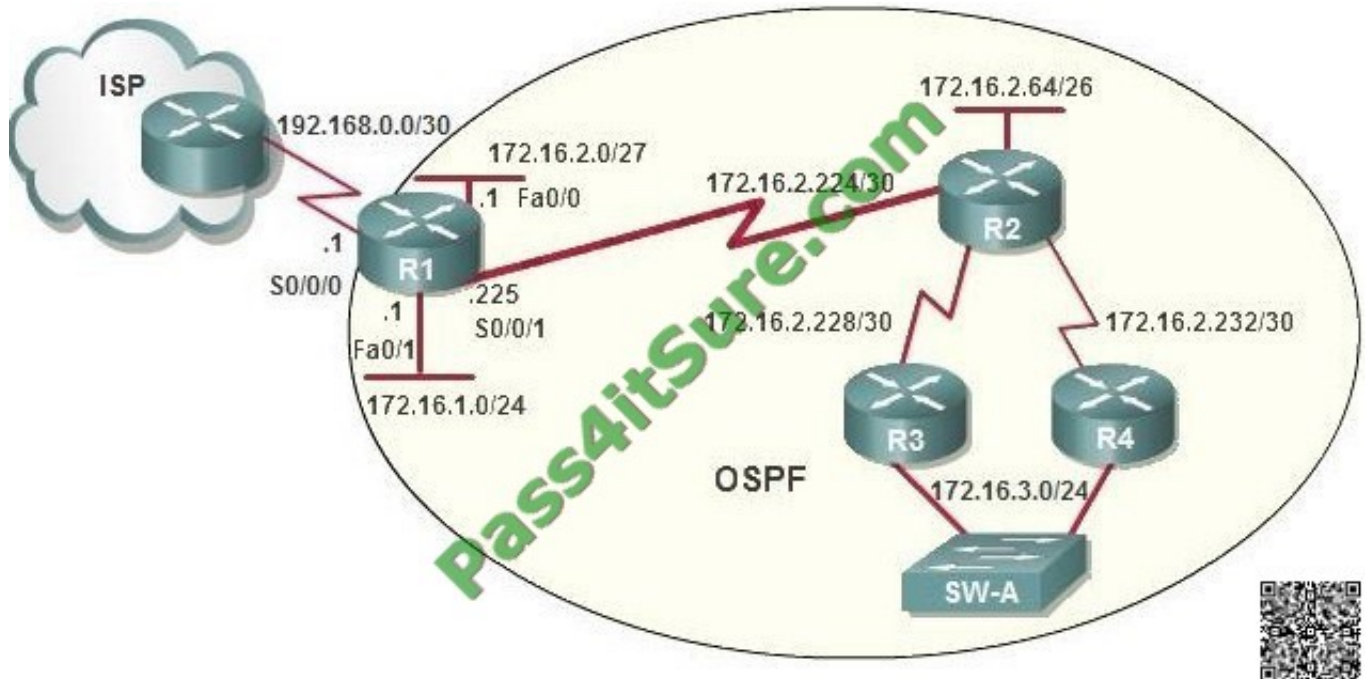 ISP
192.168.0.0/30
172.16.2.0/27
.1 Fa0/0
.1
S0/0/0
R1
.225
S0/0/1
.1
Fa0/1
172.16.1.0/24
172.16.2.224/30
172.16.2.64/26
R2
172.16.2.228/30
172.16.2.232/30
R3
R4
172.16.3.0/24
OSPF
SW-A
Pass4itSure.com